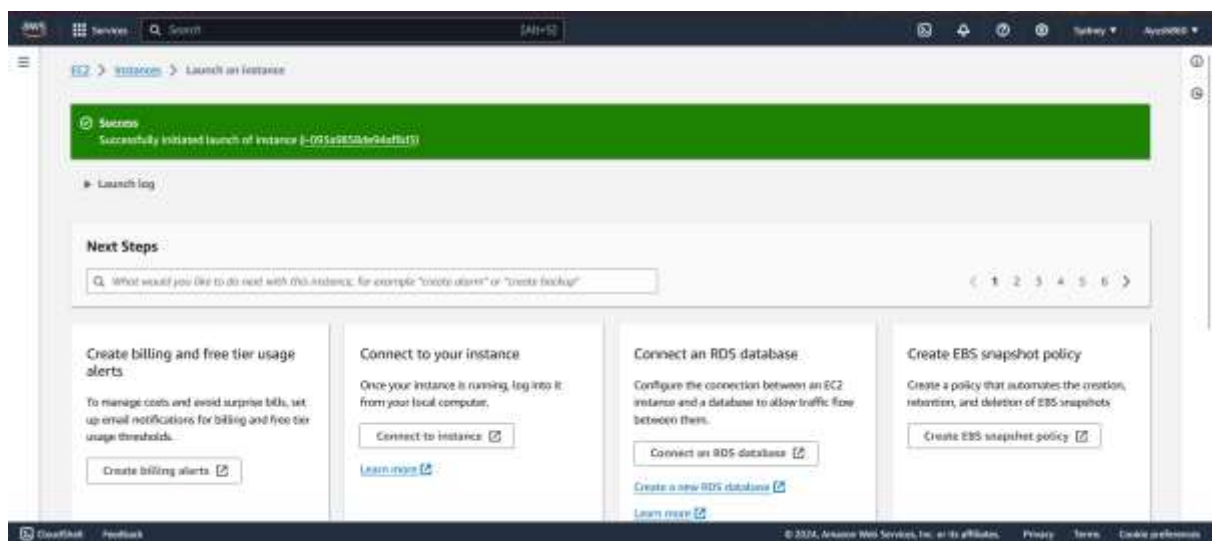 aws
Services
Search
[Alt+S]
Sydney
EC2 > Instances > Launch an instance
Success
Successfully initiated launch of instance
Launch log
Next Steps
What would you like to do next with this instance, for example "create alarm" or "create backup"
1 2 3 4 5 6
Create billing and free tier usage
alerts
To manage costs and avoid surprise bills, set
up email notifications for billing and free tier
usage thresholds.
Create billing alerts
Connect to your instance
Once your instance is running, log into it
from your local computer.
Connect to instance
Learn more
Connect an RDS database
Configure the connection between an EC2
instance and a database to allow traffic flow
between them.
Connect an RDS database
Create a new RDS database
Learn more
Create EBS snapshot policy
Create a policy that automates the creation,
retention, and deletion of EBS snapshots
Create EBS snapshot policy
CloudShell
Feedback
© 2024, Amazon Web Services, Inc. or its affiliates.
Privacy
Terms
Cookie preferences